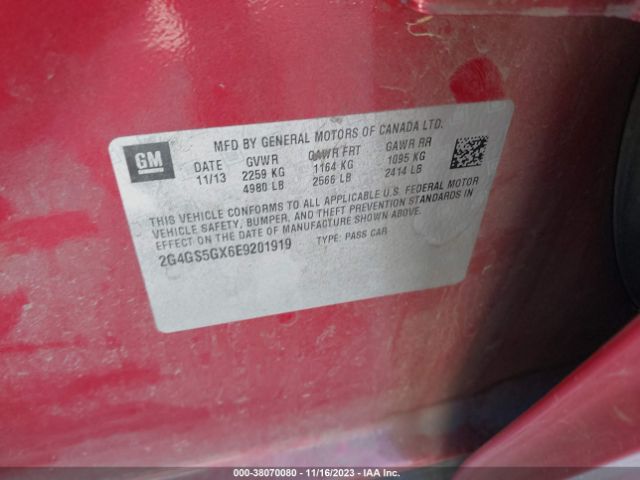 MFD BY GENERAL MOTORS OF CANADA LTD.
GM
DATE GVWR GAWR FRT GAWR RR
11/13 2259 KG 1164 KG 1095 KG
4980 LB 2566 LB 2414 LB
THIS VEHICLE CONFORMS TO ALL APPLICABLE U.S. FEDERAL MOTOR
VEHICLE SAFETY, BUMPER, AND THEFT PREVENTION STANDARDS IN
EFFECT ON THE DATE OF MANUFACTURE SHOWN ABOVE.
2G4GS5GX6E9201919 TYPE: PASS CAR
000-38070080 - 11/16/2023 - IAA Inc.